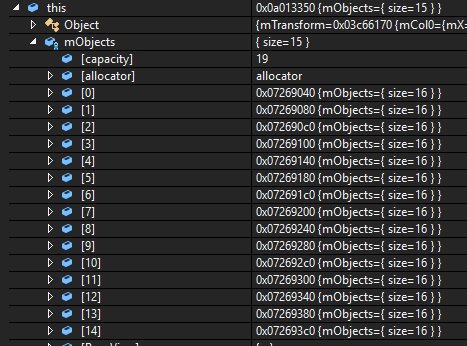 this 0x0a013350 {mObjects={ size=15 } }
Object {mTransform=0x03c66170 {mCol0={mX=
mObjects { size=15 }
[capacity] 19
[allocator] allocator
[0] 0x07269040 {mObjects={ size=16 } }
[1] 0x07269080 {mObjects={ size=16 } }
[2] 0x072690c0 {mObjects={ size=16 } }
[3] 0x07269100 {mObjects={ size=16 } }
[4] 0x07269140 {mObjects={ size=16 } }
[5] 0x07269180 {mObjects={ size=16 } }
[6] 0x072691c0 {mObjects={ size=16 } }
[7] 0x07269200 {mObjects={ size=16 } }
[8] 0x07269240 {mObjects={ size=16 } }
[9] 0x07269280 {mObjects={ size=16 } }
[10] 0x072692c0 {mObjects={ size=16 } }
[11] 0x07269300 {mObjects={ size=16 } }
[12] 0x07269340 {mObjects={ size=16 } }
[13] 0x07269380 {mObjects={ size=16 } }
[14] 0x072693c0 {mObjects={ size=16 } }